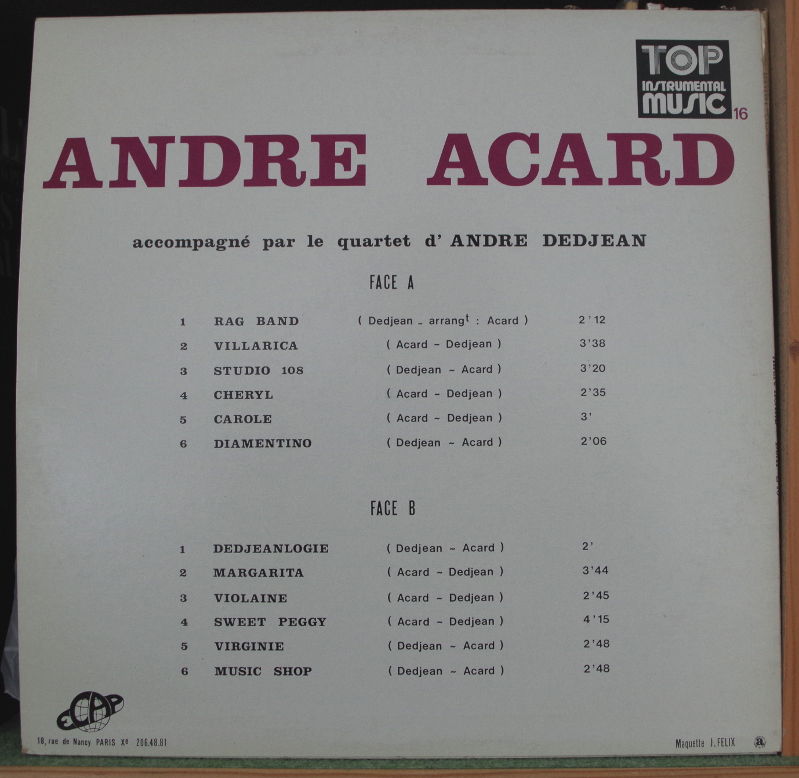 TOP
INSTRUMENTAL
MUSIC 16
ANDRE ACARD
accompagné par le quartet d' ANDRE DEDJEAN
FACE A
1 RAG BAND ( Dedjean - arrangt : Acard ) 2'12
2 VILLARICA ( Acard - Dedjean ) 3'38
3 STUDIO 108 ( Dedjean - Acard ) 3'20
4 CHERYL ( Acard - Dedjean ) 2'35
5 CAROLE ( Acard - Dedjean ) 3'
6 DIAMENTINO ( Dedjean - Acard ) 2'06
FACE B
1 DEDJEANLOGIE ( Dedjean - Acard ) 2'
2 MARGARITA ( Acard - Dedjean ) 3'44
3 VIOLAINE ( Acard - Dedjean ) 2'45
4 SWEET PEGGY ( Acard - Dedjean ) 4'15
5 VIRGINIE ( Dedjean - Acard ) 2'48
6 MUSIC SHOP ( Dedjean - Acard ) 2'48
ECAP
18, rue de Nancy PARIS Xe 206.48.81
Maquette J. FELIX a